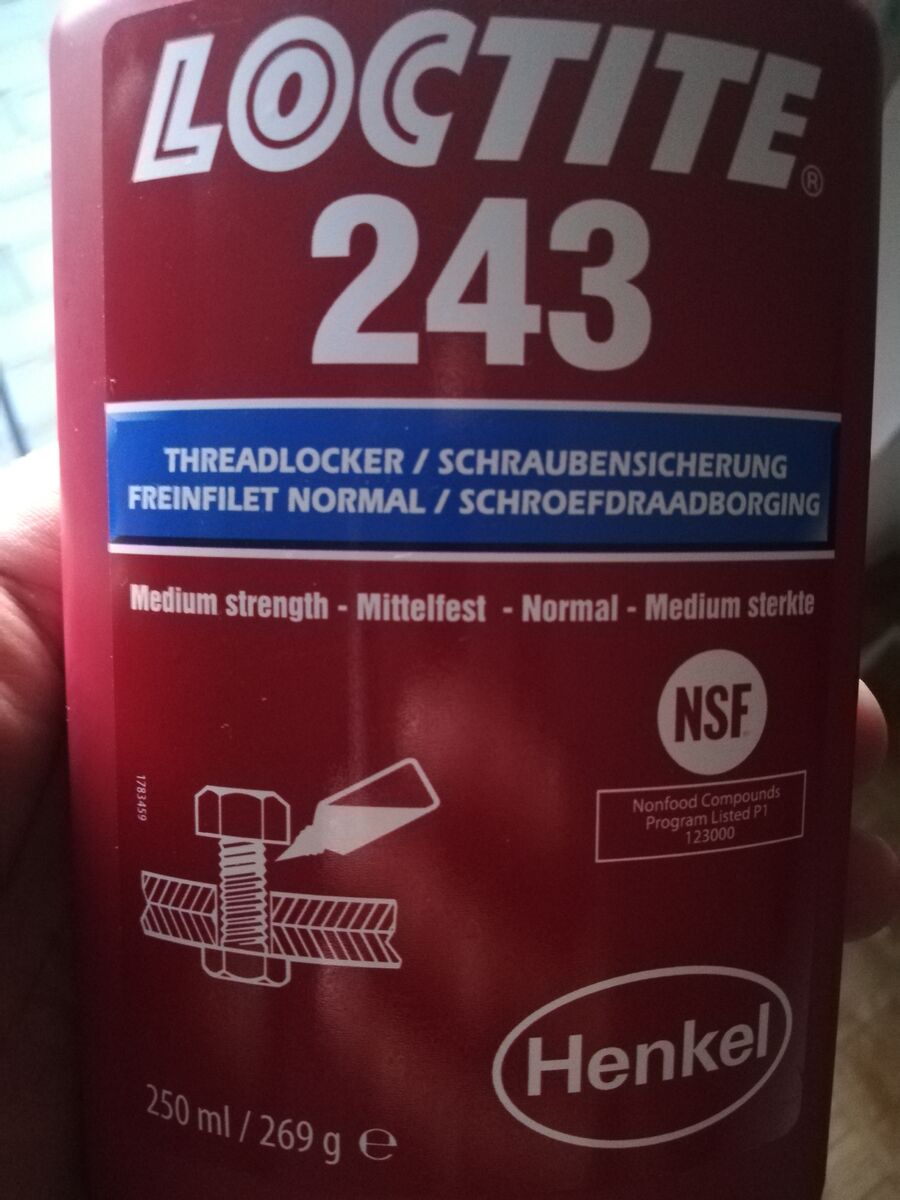 LOCTITE®
243
THREADLOCKER / SCHRAUBENSICHERUNG
FREINFILET NORMAL / SCHROEFDRAADBORGING
Medium strength - Mittelfest - Normal - Medium sterkte
NSF
Nonfood Compounds
Program Listed P1
123000
1783459
Henkel
250 ml / 269 g ℮